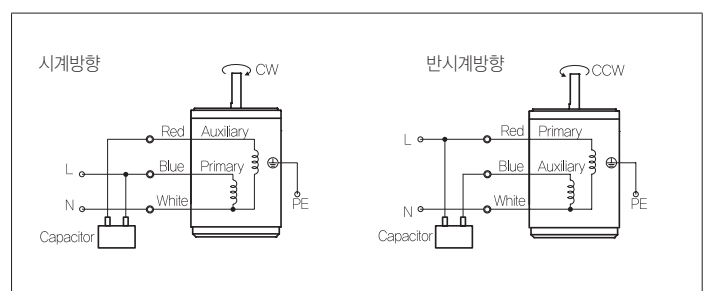 시계방향
CW
Red Auxiliary
L Blue Primary
N White
PE
Capacitor
반시계방향
CCW
L Red Primary
Blue Auxiliary
N White
PE
Capacitor